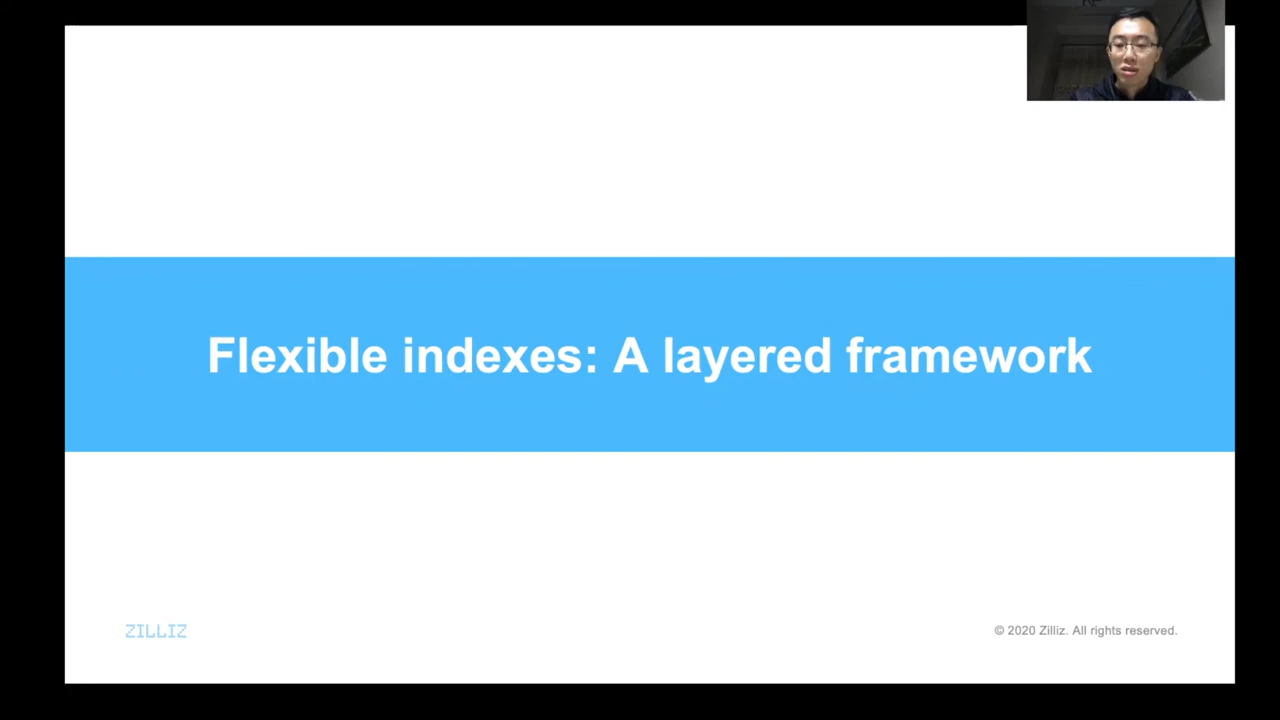 Flexible indexes: A layered framework
ZILLIZ
© 2020 Zilliz. All rights reserved.